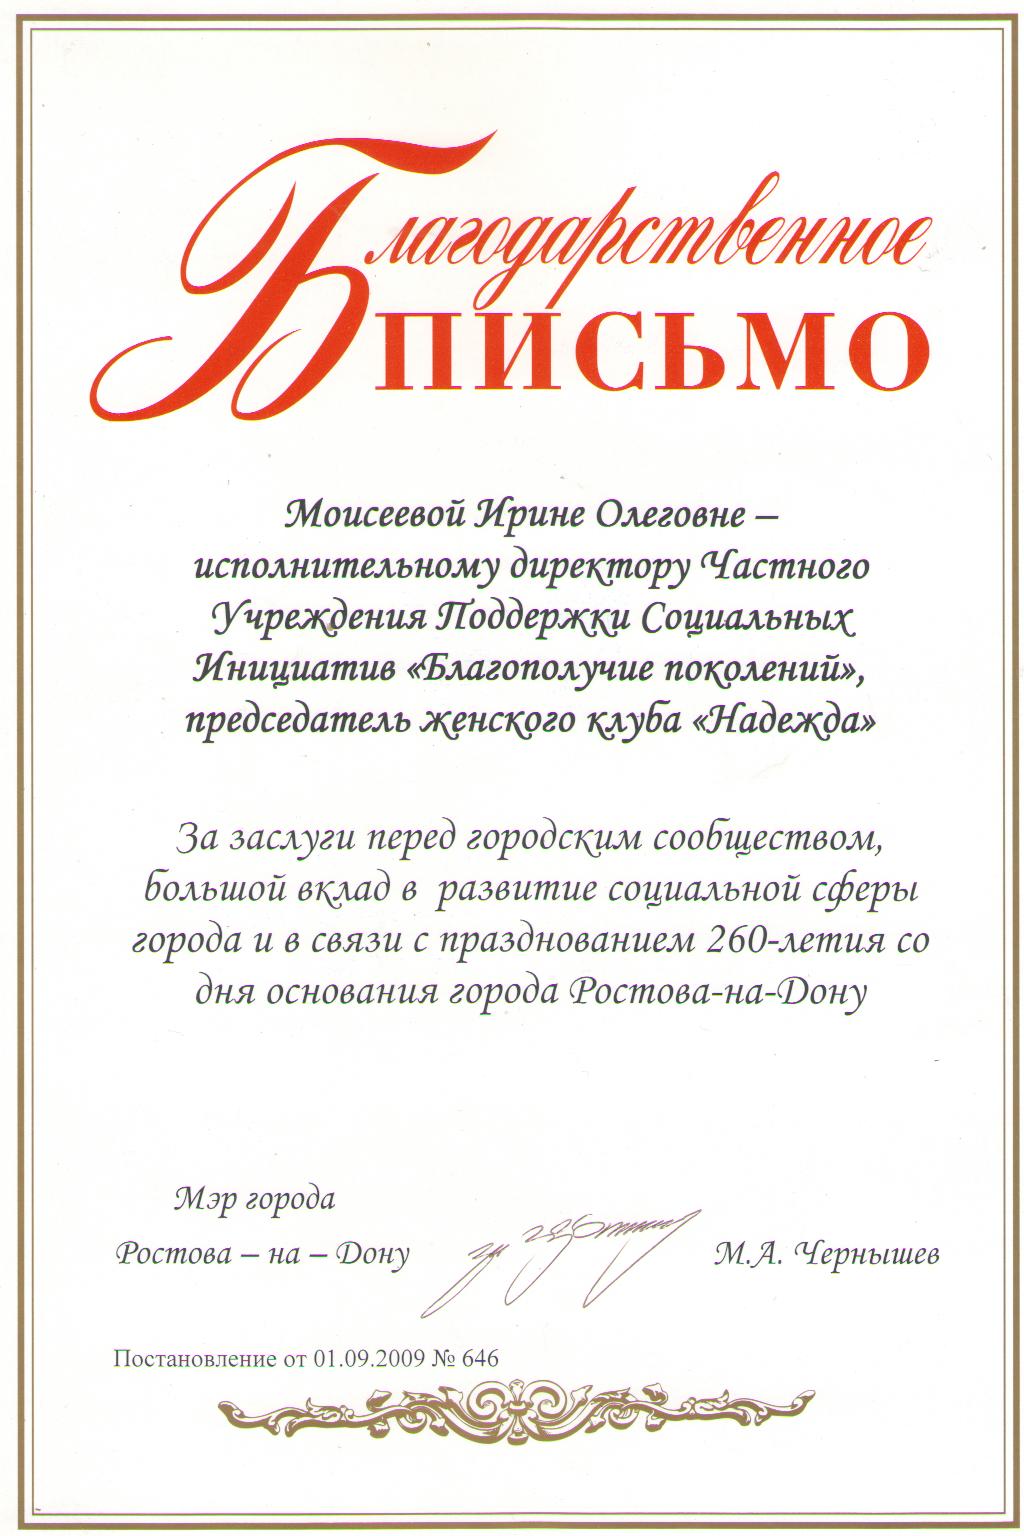 Благодарственное
ПИСЬМО
Моисеевой Ирине Олеговне –
исполнительному директору Частного
Учреждения Поддержки Социальных
Инициатив «Благополучие поколений»,
председатель женского клуба «Надежда»
За заслуги перед городским сообществом,
большой вклад в развитие социальной сферы
города и в связи с празднованием 260-летия со
дня основания города Ростова-на-Дону
Мэр города
Ростова – на – Дону М.А. Чернышев
Постановление от 01.09.2009 № 646